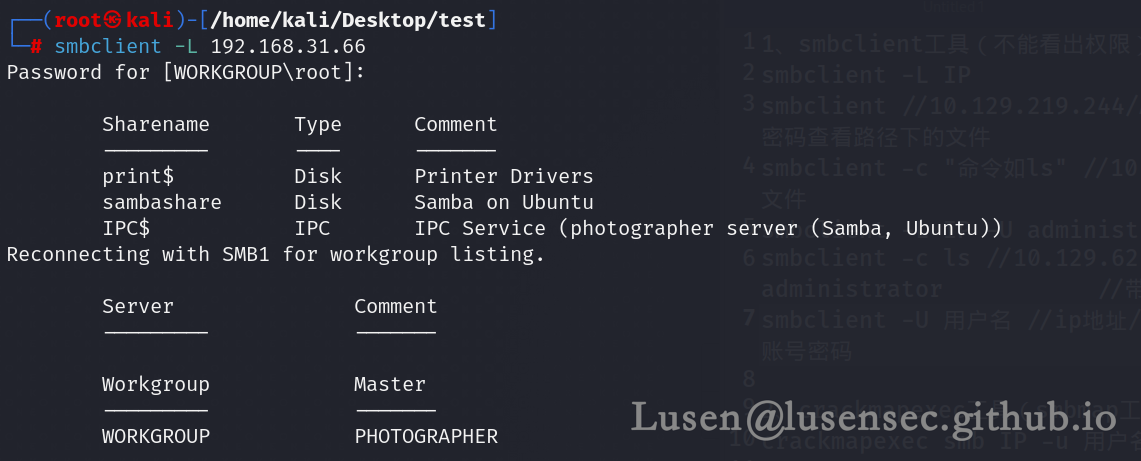 ┌──(root㉿kali)-[/home/kali/Desktop/test]
└─# smbclient -L 192.168.31.66
Password for [WORKGROUP\root]:
Sharename Type Comment
--------- ---- -------
print$ Disk Printer Drivers
sambashare Disk Samba on Ubuntu
IPC$ IPC IPC Service (photographer server (Samba, Ubuntu))
Reconnecting with SMB1 for workgroup listing.
Server Comment
--------- -------
Workgroup Master
--------- -------
WORKGROUP PHOTOGRAPHER
1 1、smbclient工具（不能看出权限
2 smbclient -L IP
3 smbclient //10.129.219.244/
密码查看路径下的文件
4 smbclient -c "命令如ls" //10
文件
5 U administ
6 smbclient -c ls //10.129.62
administrator //带
7 smbclient -U 用户名 //ip地址/
账号密码
8
9
10 crackmapexec smb IP -u 用户名
Lusen@lusensec.github.io